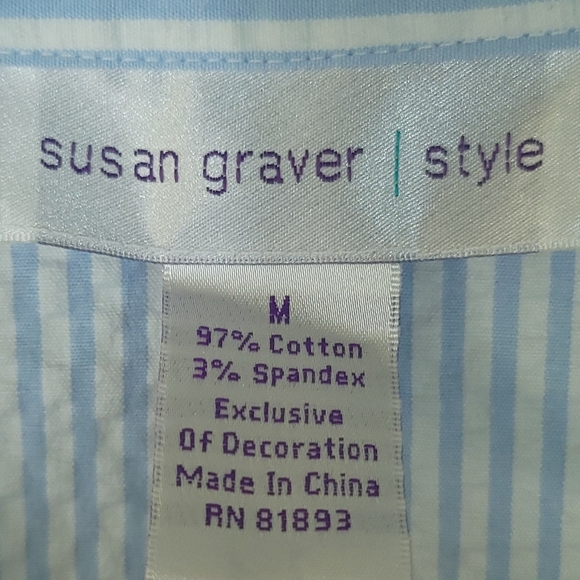 susan graver | style
M
97% Cotton
3% Spandex
Exclusive
Of Decoration
Made In China
RN 81893